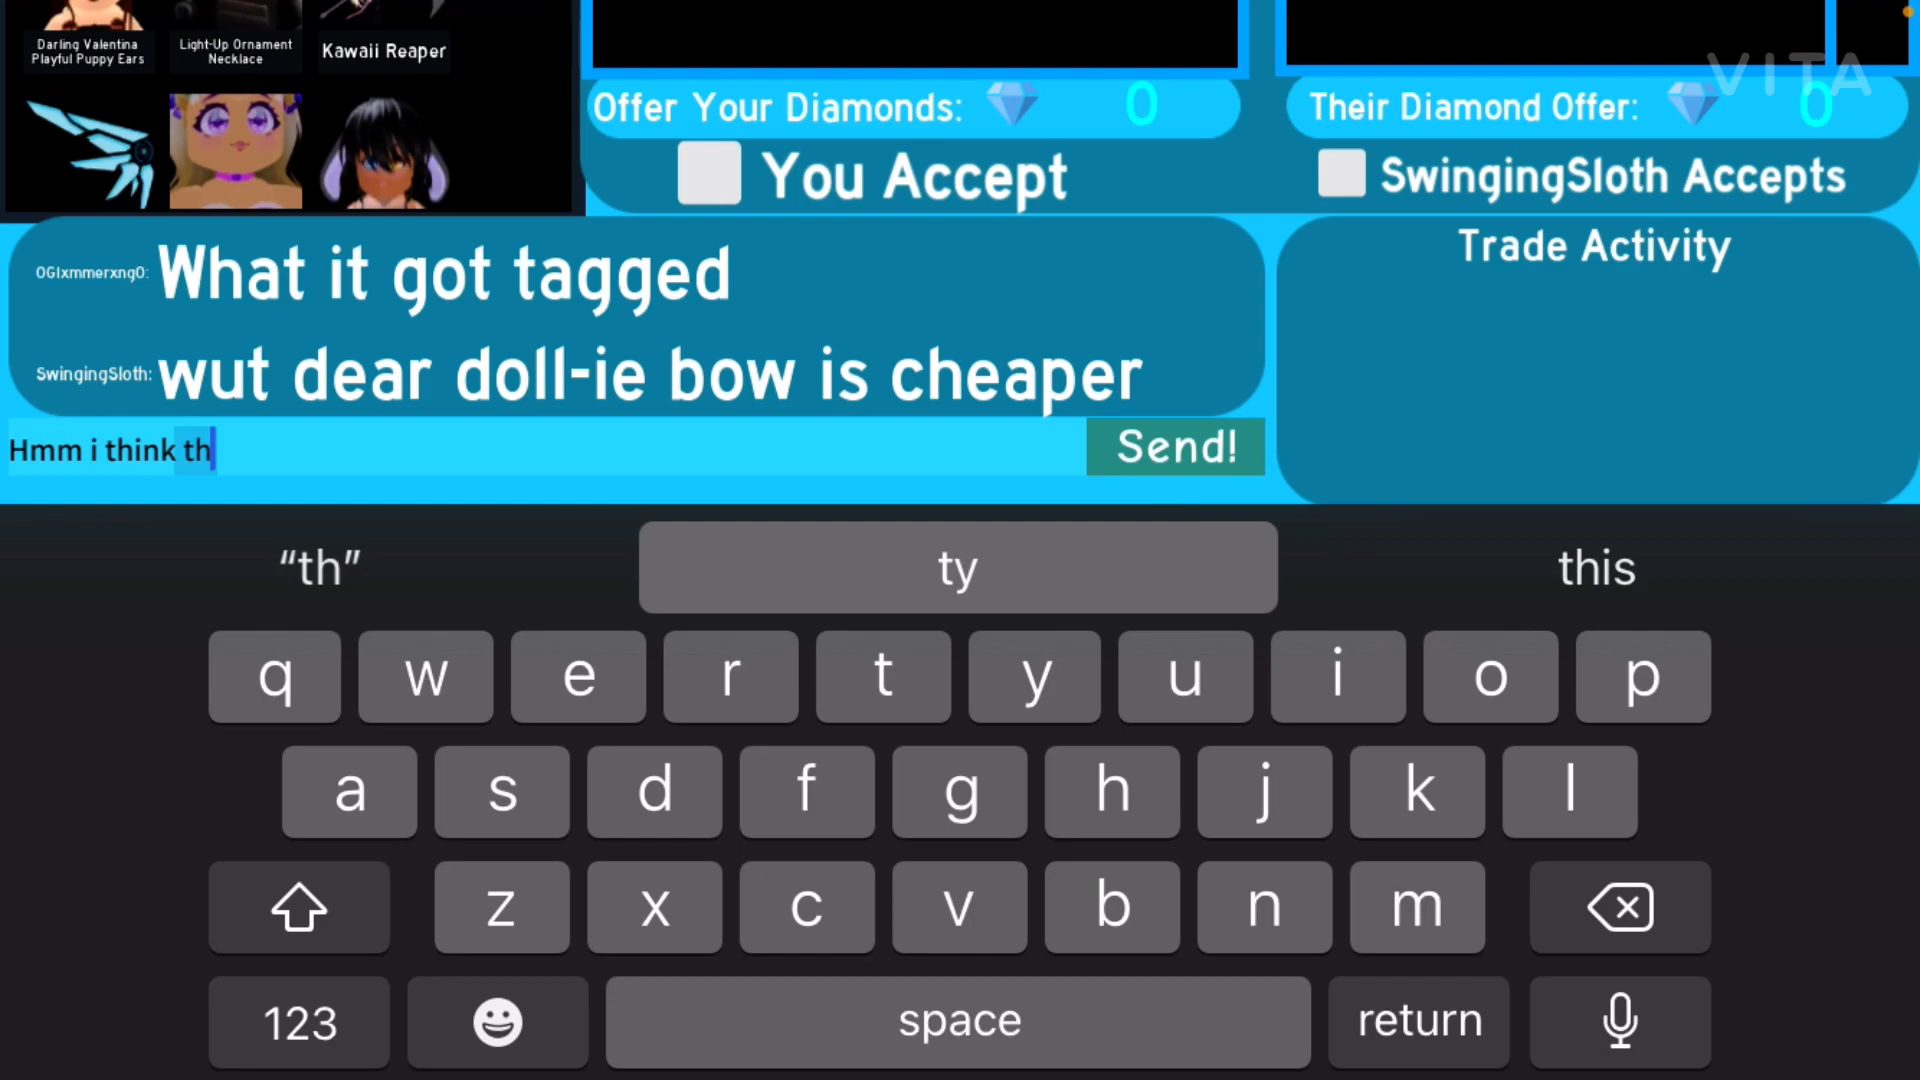 Darling Valentina
Playful Puppy Ears
Light-Up Ornament
Necklace
Kawaii Reaper
VITA
Offer Your Diamonds: 0
Their Diamond Offer: 0
You Accept
SwingingSloth Accepts
Trade Activity
OGlxmmerxngO: What it got tagged
SwingingSloth: wut dear doll-ie bow is cheaper
Hmm i think th
Send!
“th” ty this
q w e r t y u i o p
a s d f g h j k l
z x c v b n m
123 space return